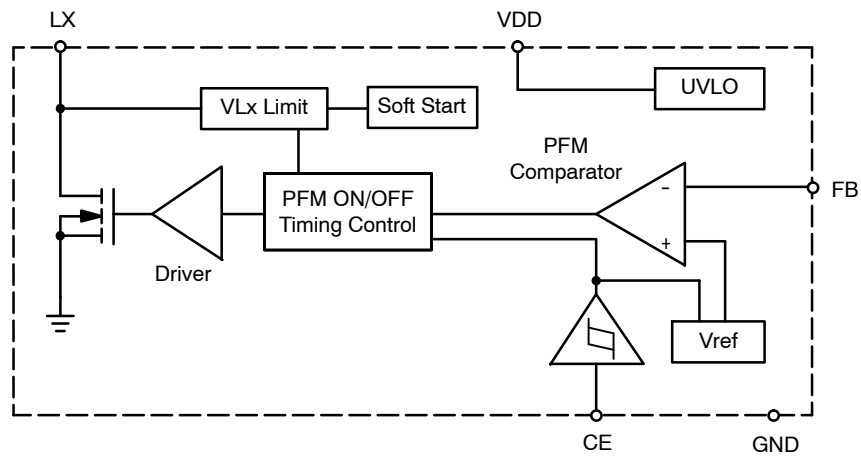 LX
VDD
VLx Limit
Soft Start
UVLO
PFM
Comparator
PFM ON/OFF
Timing Control
-
+
FB
Driver
Vref
CE
GND